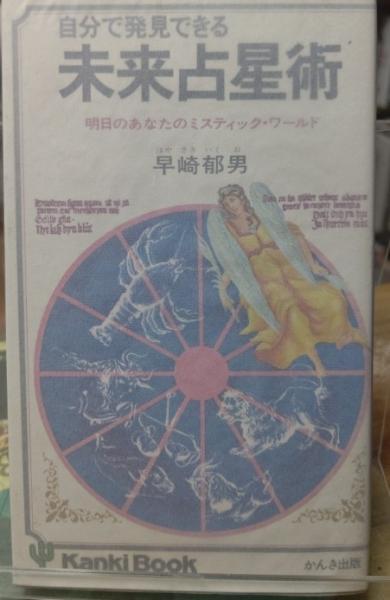 自分で発見できる
未来占星術
明日のあなたのミスティック・ワールド
はや さき いく お
早崎郁男
Kanki Book
かんき出版